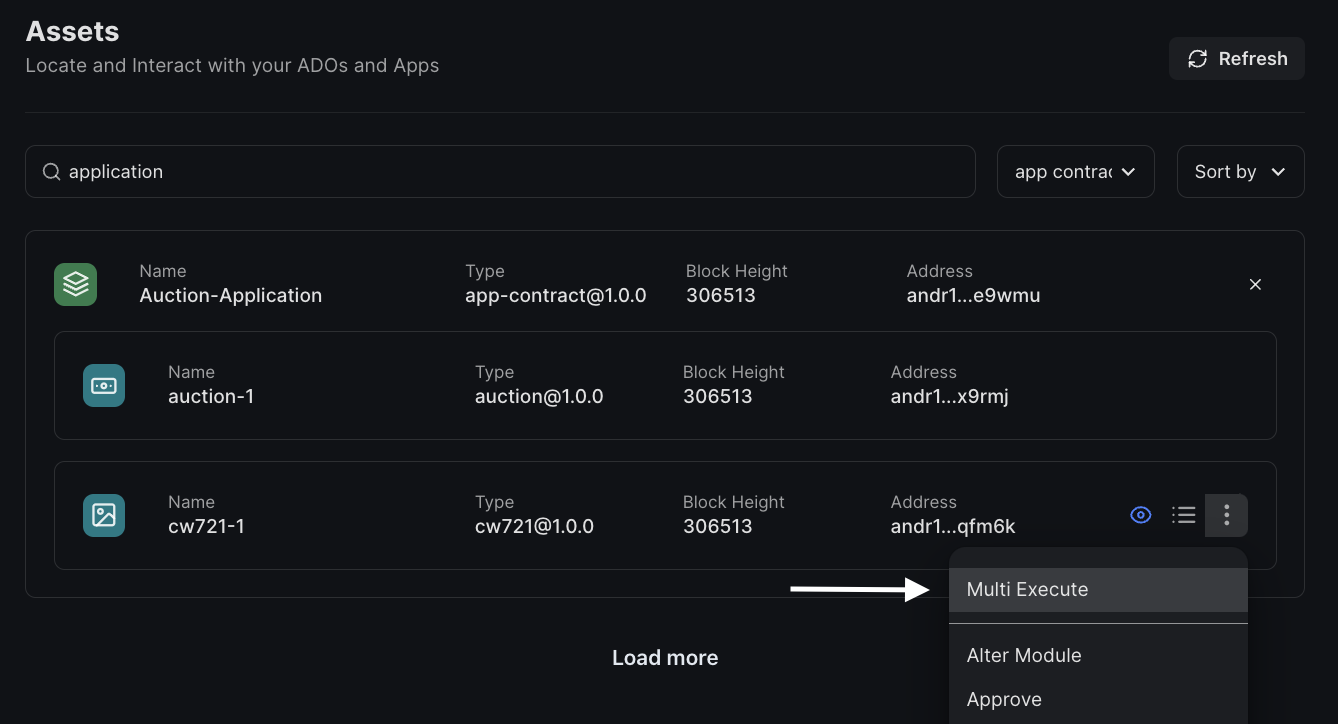 Assets
Locate and Interact with your ADOs and Apps
Refresh
application
app contrac
Sort by
Name Type Block Height Address
Auction-Application app-contract@1.0.0 306513 andr1...e9wmu
Name Type Block Height Address
auction-1 auction@1.0.0 306513 andr1...x9rmj
Name Type Block Height Address
cw721-1 cw721@1.0.0 306513 andr1...qfm6k
Multi Execute
Load more
Alter Module
Approve